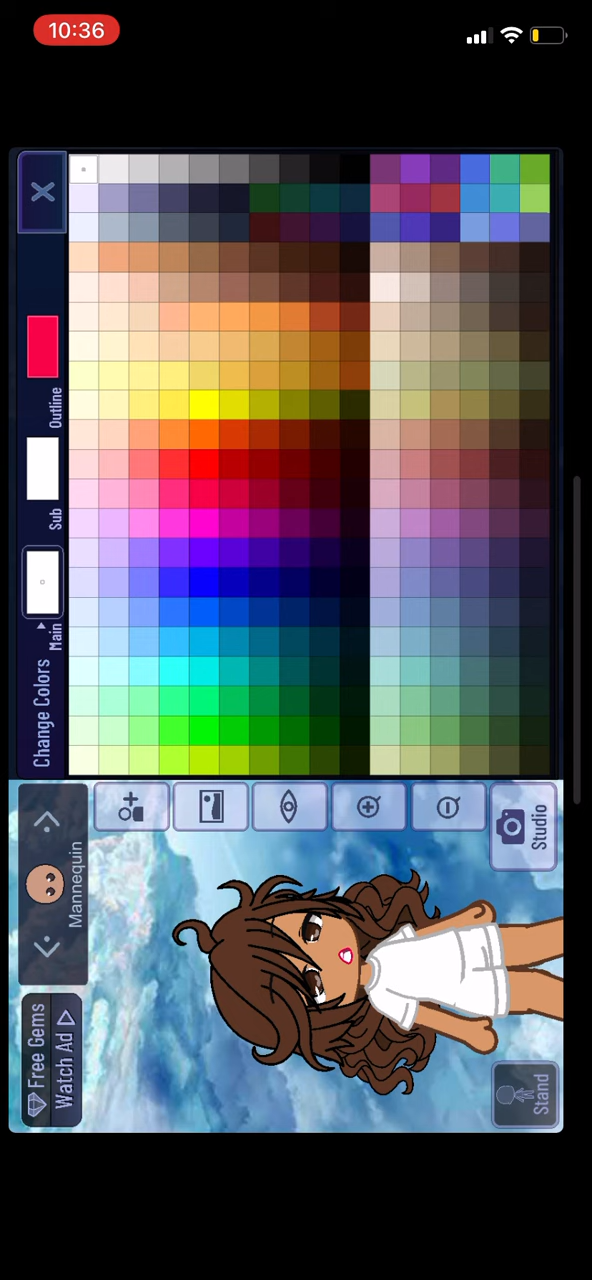 10:36
Change Colors
Main
Sub
Outline
X
Mannequin
Free Gems
Watch Ad
Studio
Stand